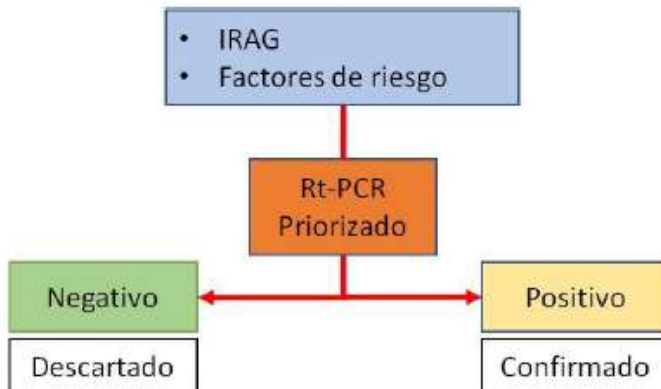 • IRAG
• Factores de riesgo
Rt-PCR
Priorizado
Negativo
Positivo
Descartado
Confirmado